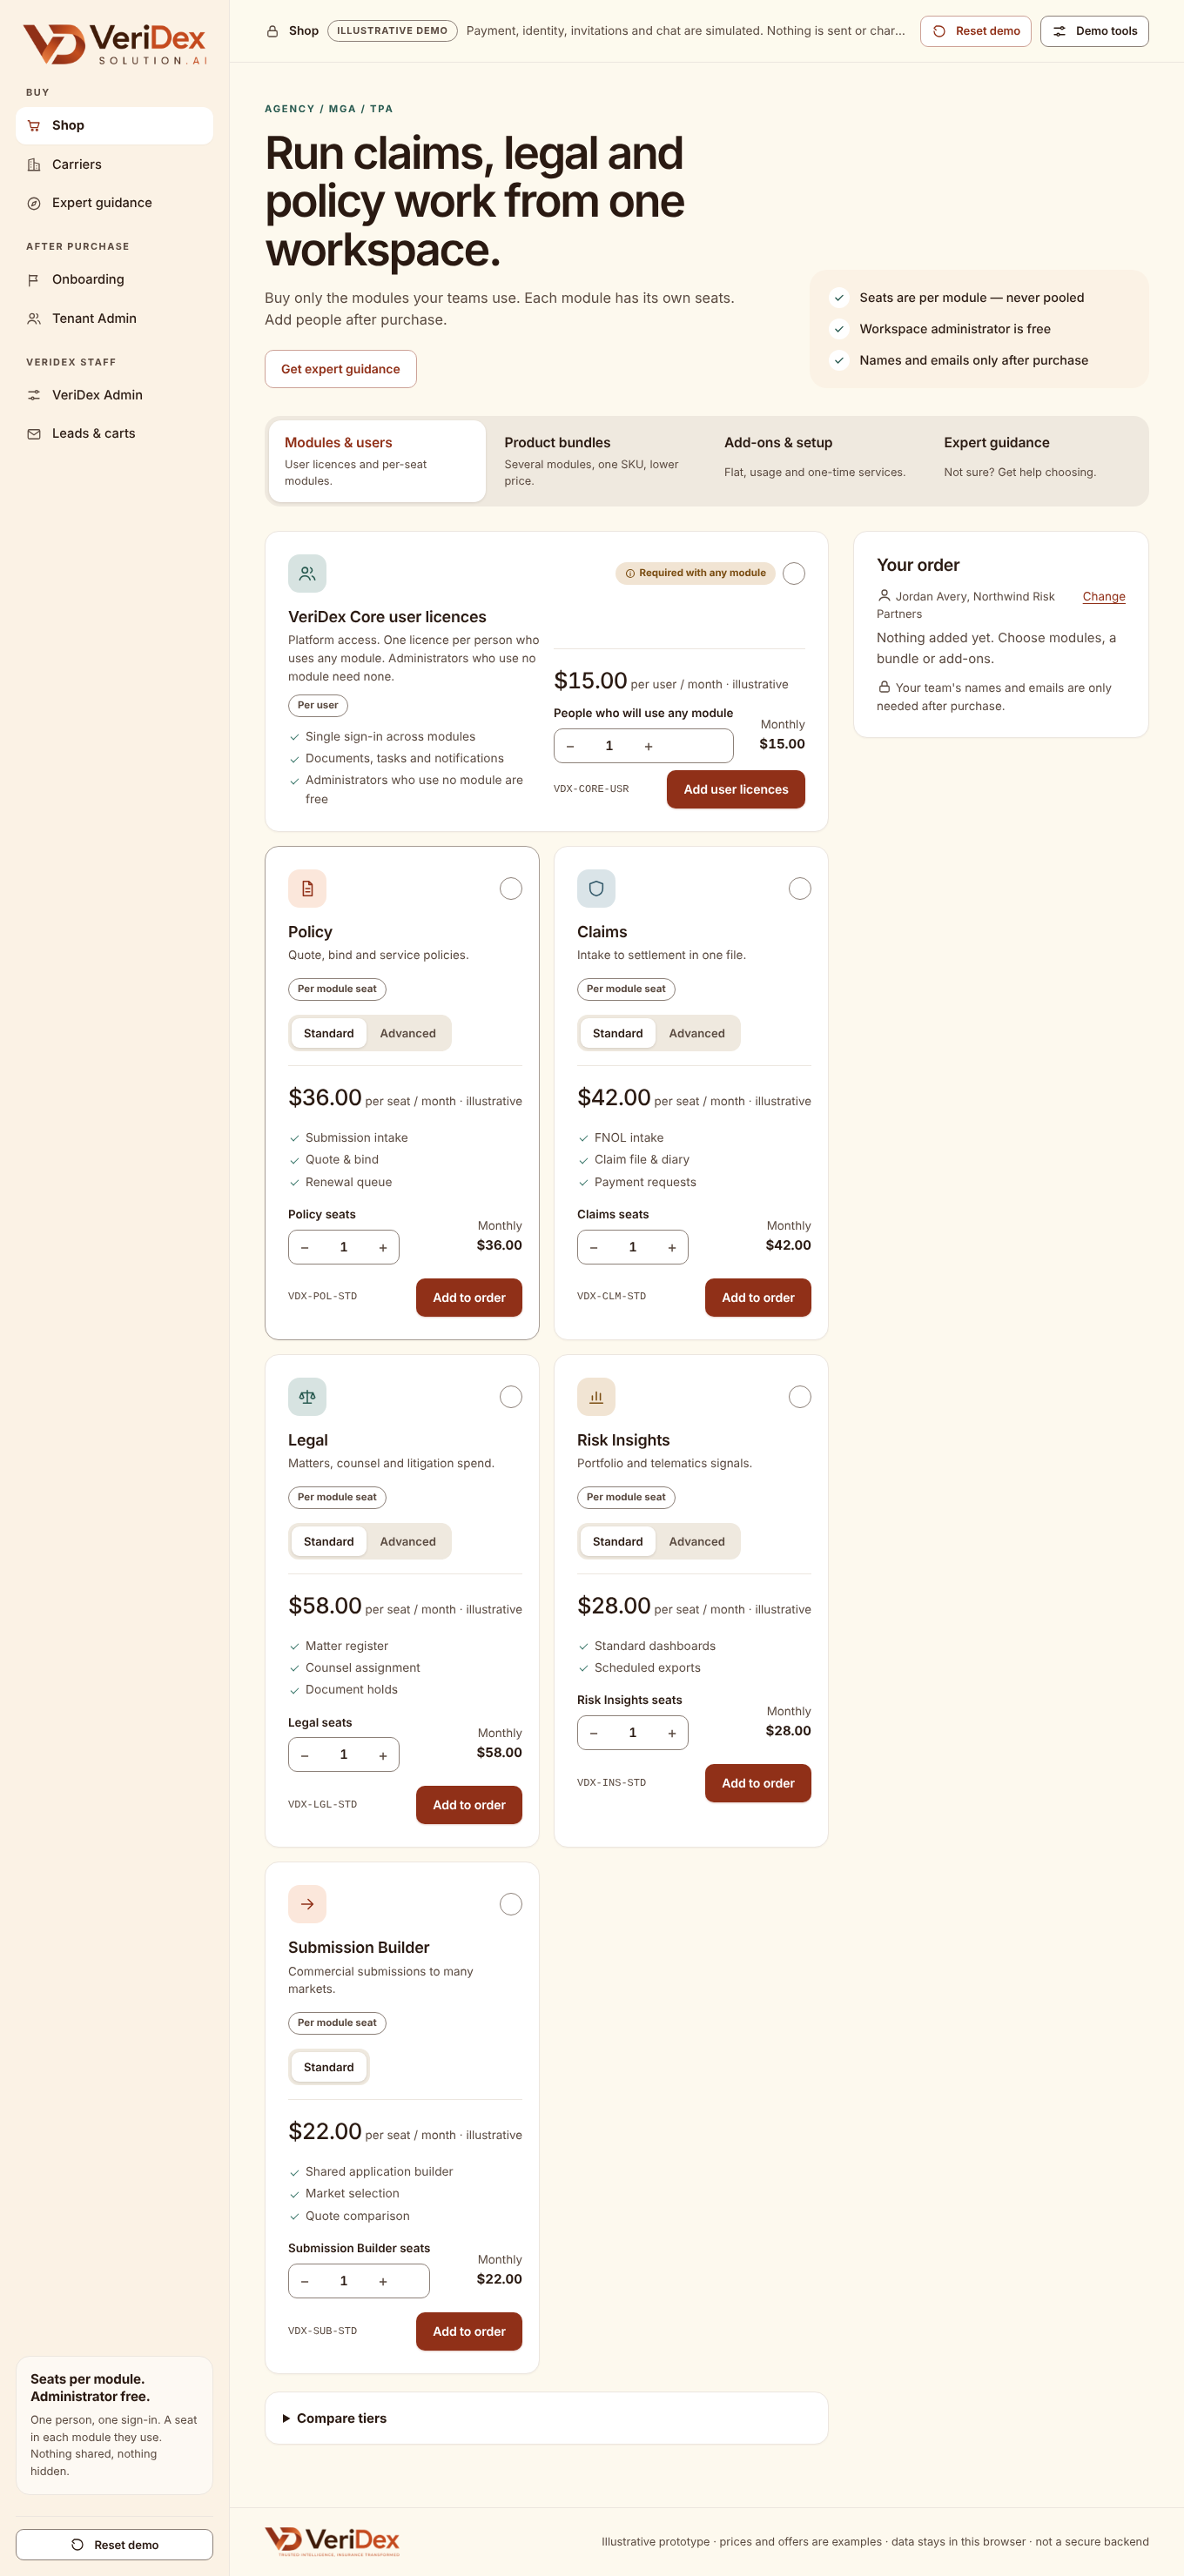 VeriDex
SOLUTION.AI
BUY
Shop
Carriers
Expert guidance
AFTER PURCHASE
Onboarding
Tenant Admin
VERIDEX STAFF
VeriDex Admin
Leads & carts
Seats per module.
Administrator free.
One person, one sign-in. A seat
in each module they use.
Nothing shared, nothing
hidden.
Reset demo
Shop
ILLUSTRATIVE DEMO
Payment, identity, invitations and chat are simulated. Nothing is sent or char...
Reset demo
Demo tools
AGENCY / MGA / TPA
Run claims, legal and
policy work from one
workspace.
Buy only the modules your teams use. Each module has its own seats.
Add people after purchase.
Get expert guidance
Seats are per module — never pooled
Workspace administrator is free
Names and emails only after purchase
Modules & users
User licences and per-seat
modules.
Product bundles
Several modules, one SKU, lower
price.
Add-ons & setup
Flat, usage and one-time services.
Expert guidance
Not sure? Get help choosing.
Required with any module
VeriDex Core user licences
Platform access. One licence per person who
uses any module. Administrators who use no
module need none.
Per user
Single sign-in across modules
Documents, tasks and notifications
Administrators who use no module are
free
$15.00 per user / month · illustrative
People who will use any module
− 1 +
Monthly
$15.00
VDX-CORE-USR
Add user licences
Policy
Quote, bind and service policies.
Per module seat
Standard Advanced
$36.00 per seat / month · illustrative
Submission intake
Quote & bind
Renewal queue
Policy seats
− 1 +
Monthly
$36.00
VDX-POL-STD
Add to order
Claims
Intake to settlement in one file.
Per module seat
Standard Advanced
$42.00 per seat / month · illustrative
FNOL intake
Claim file & diary
Payment requests
Claims seats
− 1 +
Monthly
$42.00
VDX-CLM-STD
Add to order
Legal
Matters, counsel and litigation spend.
Per module seat
Standard Advanced
$58.00 per seat / month · illustrative
Matter register
Counsel assignment
Document holds
Legal seats
− 1 +
Monthly
$58.00
VDX-LGL-STD
Add to order
Risk Insights
Portfolio and telematics signals.
Per module seat
Standard Advanced
$28.00 per seat / month · illustrative
Standard dashboards
Scheduled exports
Risk Insights seats
− 1 +
Monthly
$28.00
VDX-INS-STD
Add to order
Submission Builder
Commercial submissions to many
markets.
Per module seat
Standard
$22.00 per seat / month · illustrative
Shared application builder
Market selection
Quote comparison
Submission Builder seats
− 1 +
Monthly
$22.00
VDX-SUB-STD
Add to order
Compare tiers
Your order
Jordan Avery, Northwind Risk
Partners
Change
Nothing added yet. Choose modules, a
bundle or add-ons.
Your team's names and emails are only
needed after purchase.
VeriDex
TRUSTED INTELLIGENCE. INSURANCE TRANSFORMED.
Illustrative prototype · prices and offers are examples · data stays in this browser · not a secure backend